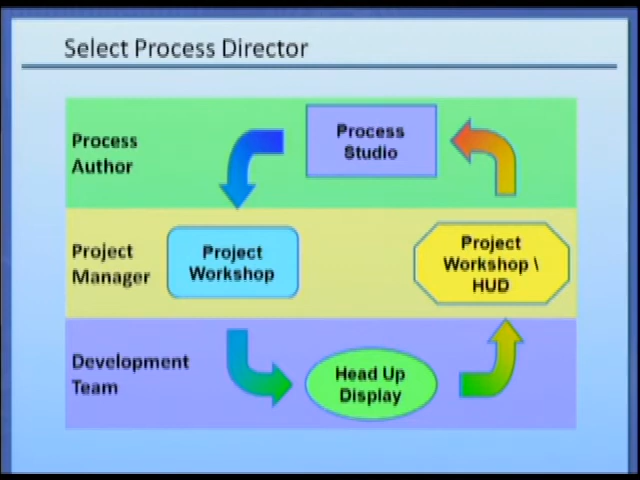 Select Process Director
Process
Author
Process
Studio
Project
Manager
Project
Workshop
Project
Workshop \
HUD
Development
Team
Head Up
Display